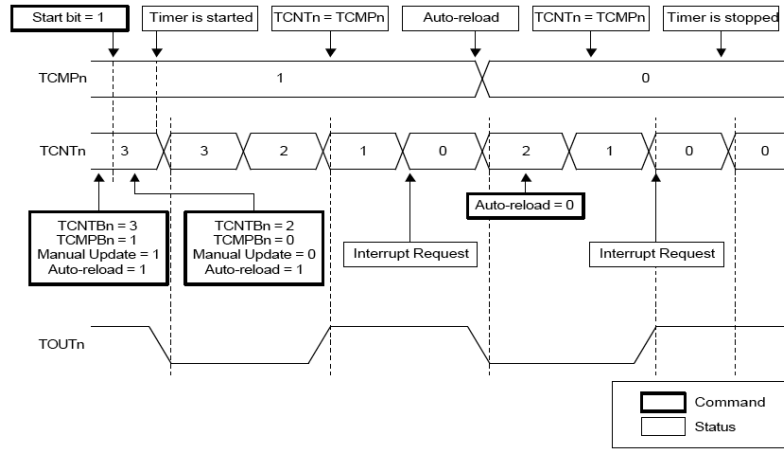 Start bit = 1
Timer is started
TCNTn = TCMPn
Auto-reload
TCNTn = TCMPn
Timer is stopped
TCMPn
1
0
TCNTn
3
3
2
1
0
2
1
0
0
TCNTBn = 3
TCMPBn = 1
Manual Update = 1
Auto-reload = 1
TCNTBn = 2
TCMPBn = 0
Manual Update = 0
Auto-reload = 1
Interrupt Request
Auto-reload = 0
Interrupt Request
TOUTn
Command
Status